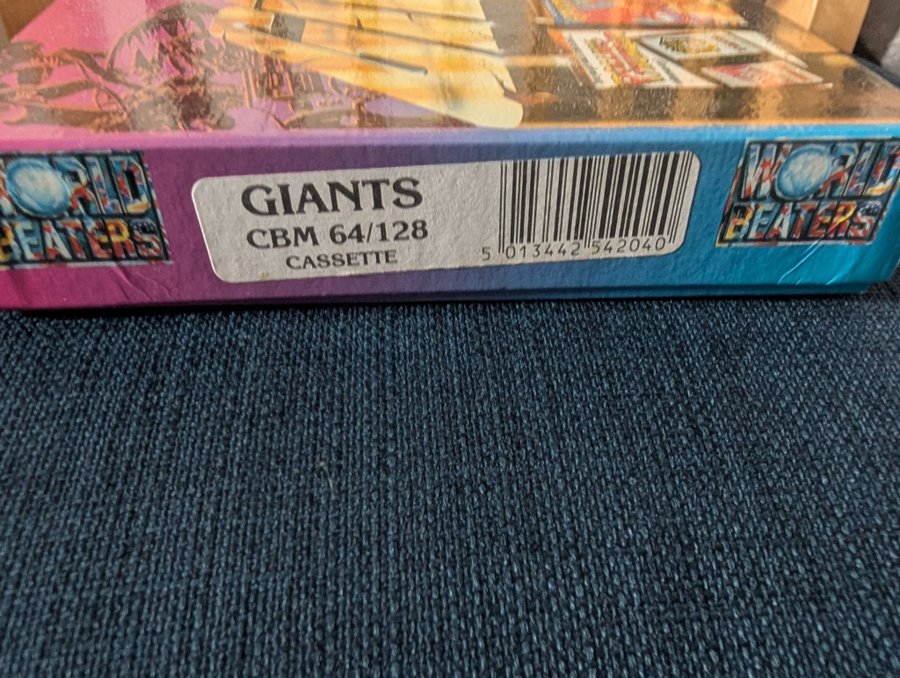 WORLD
BEATERS
GIANTS
CBM 64/128
CASSETTE
5 013442 542040
WORLD
BEATERS